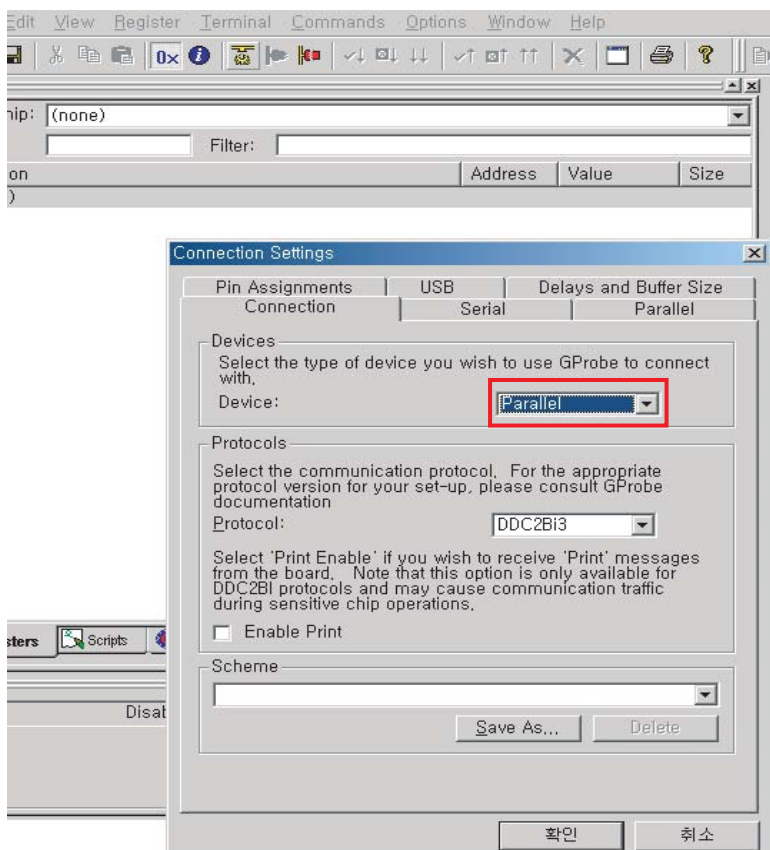 Edit View Register Terminal Commands Options Window Help
0x
hip: (none)
Filter:
on Address Value Size
)
Connection Settings
Pin Assignments USB Delays and Buffer Size
Connection Serial Parallel
Devices
Select the type of device you wish to use GProbe to connect
with.
Device: Parallel
Protocols
Select the communication protocol. For the appropriate
protocol version for your set-up, please consult GProbe
documentation
Protocol: DDC2Bi3
Select 'Print Enable' if you wish to receive 'Print' messages
from the board. Note that this option is only available for
DDC2BI protocols and may cause communication traffic
during sensitive chip operations.
Enable Print
sters Scripts
Scheme
Disat
Save As... Delete
확인 취소